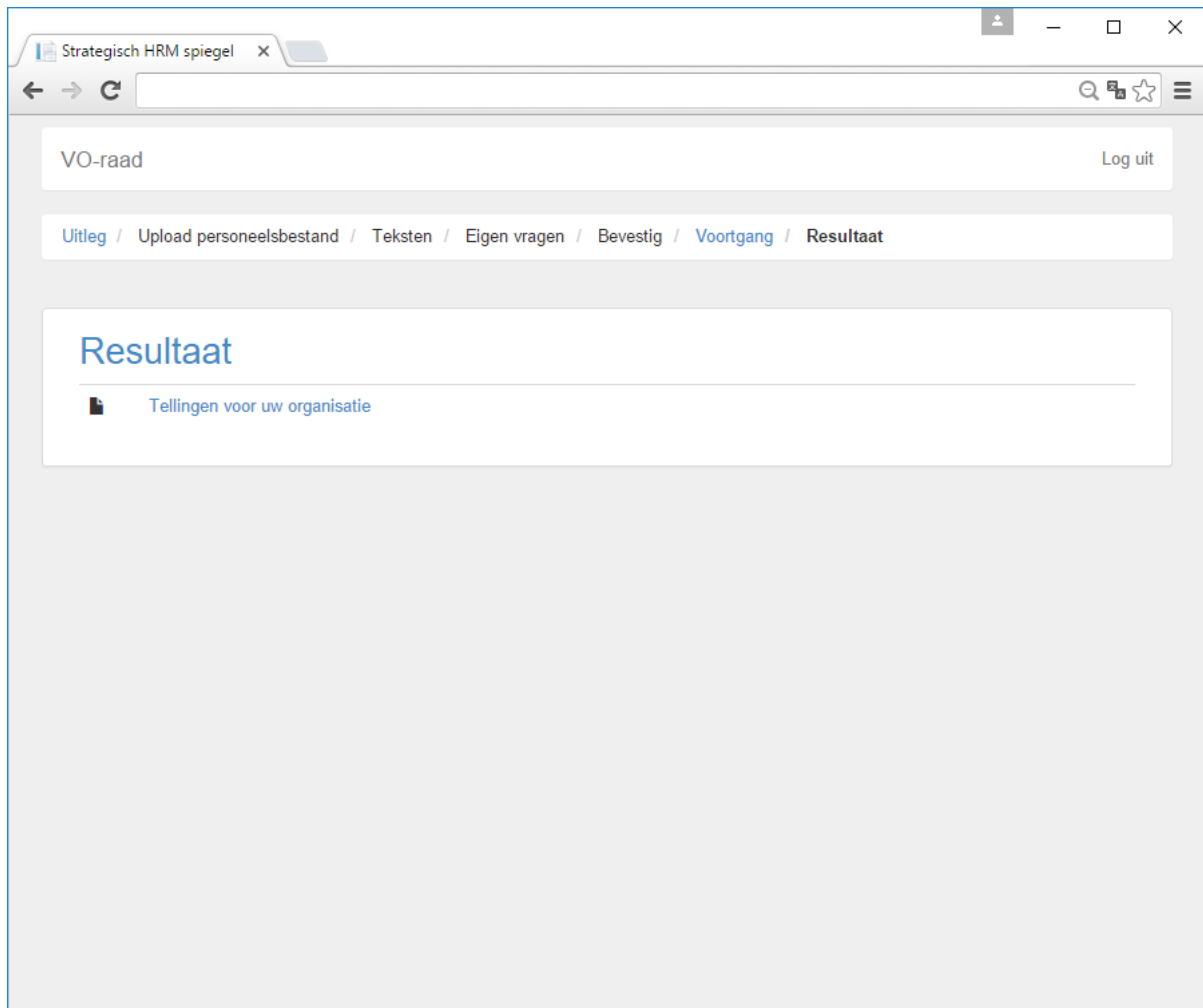 Strategisch HRM spiegel
VO-raad Log uit
Uitleg / Upload personeelsbestand / Teksten / Eigen vragen / Bevestig / Voortgang / Resultaat
Resultaat
Tellingen voor uw organisatie